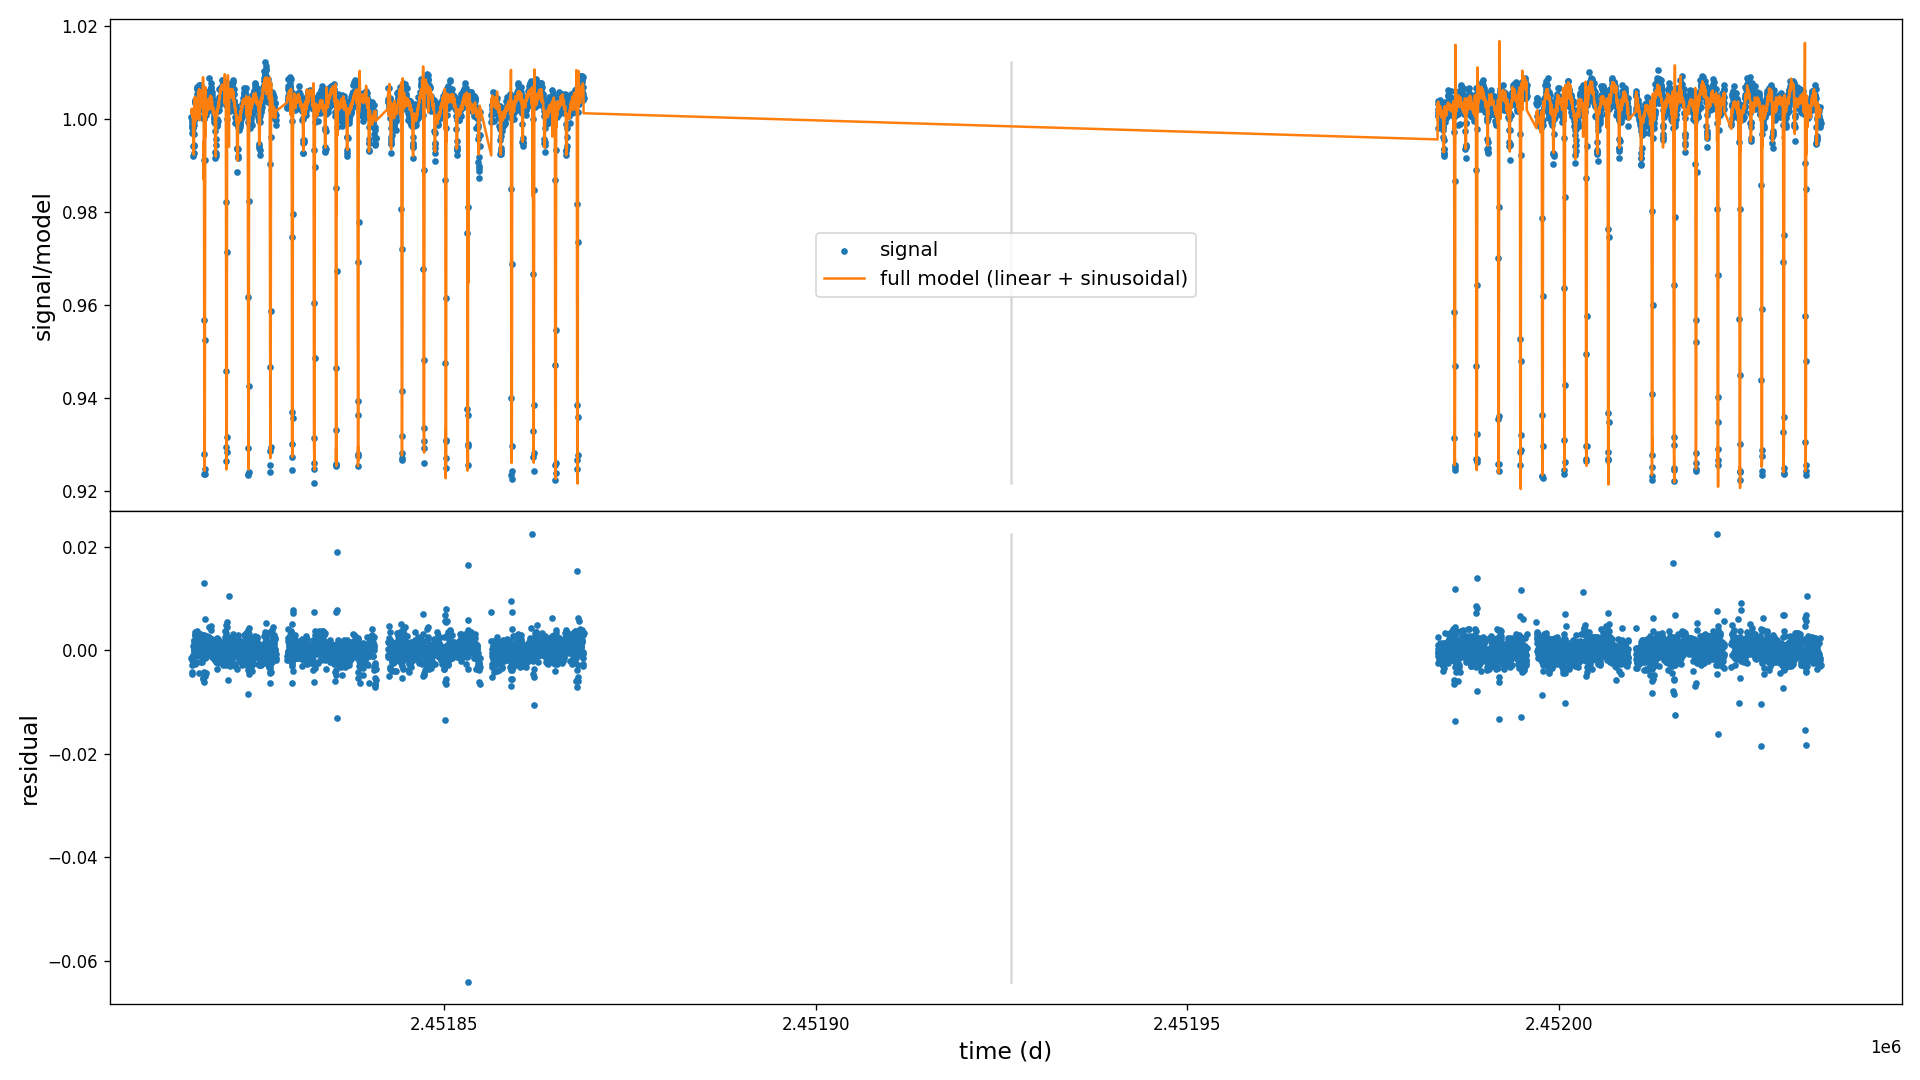 1.02
1.00
0.98
0.96
0.94
0.92
signal/model
signal
full model (linear + sinusoidal)
0.02
0.00
−0.02
−0.04
−0.06
residual
2.45185
2.45190
2.45195
2.45200
1e6
time (d)